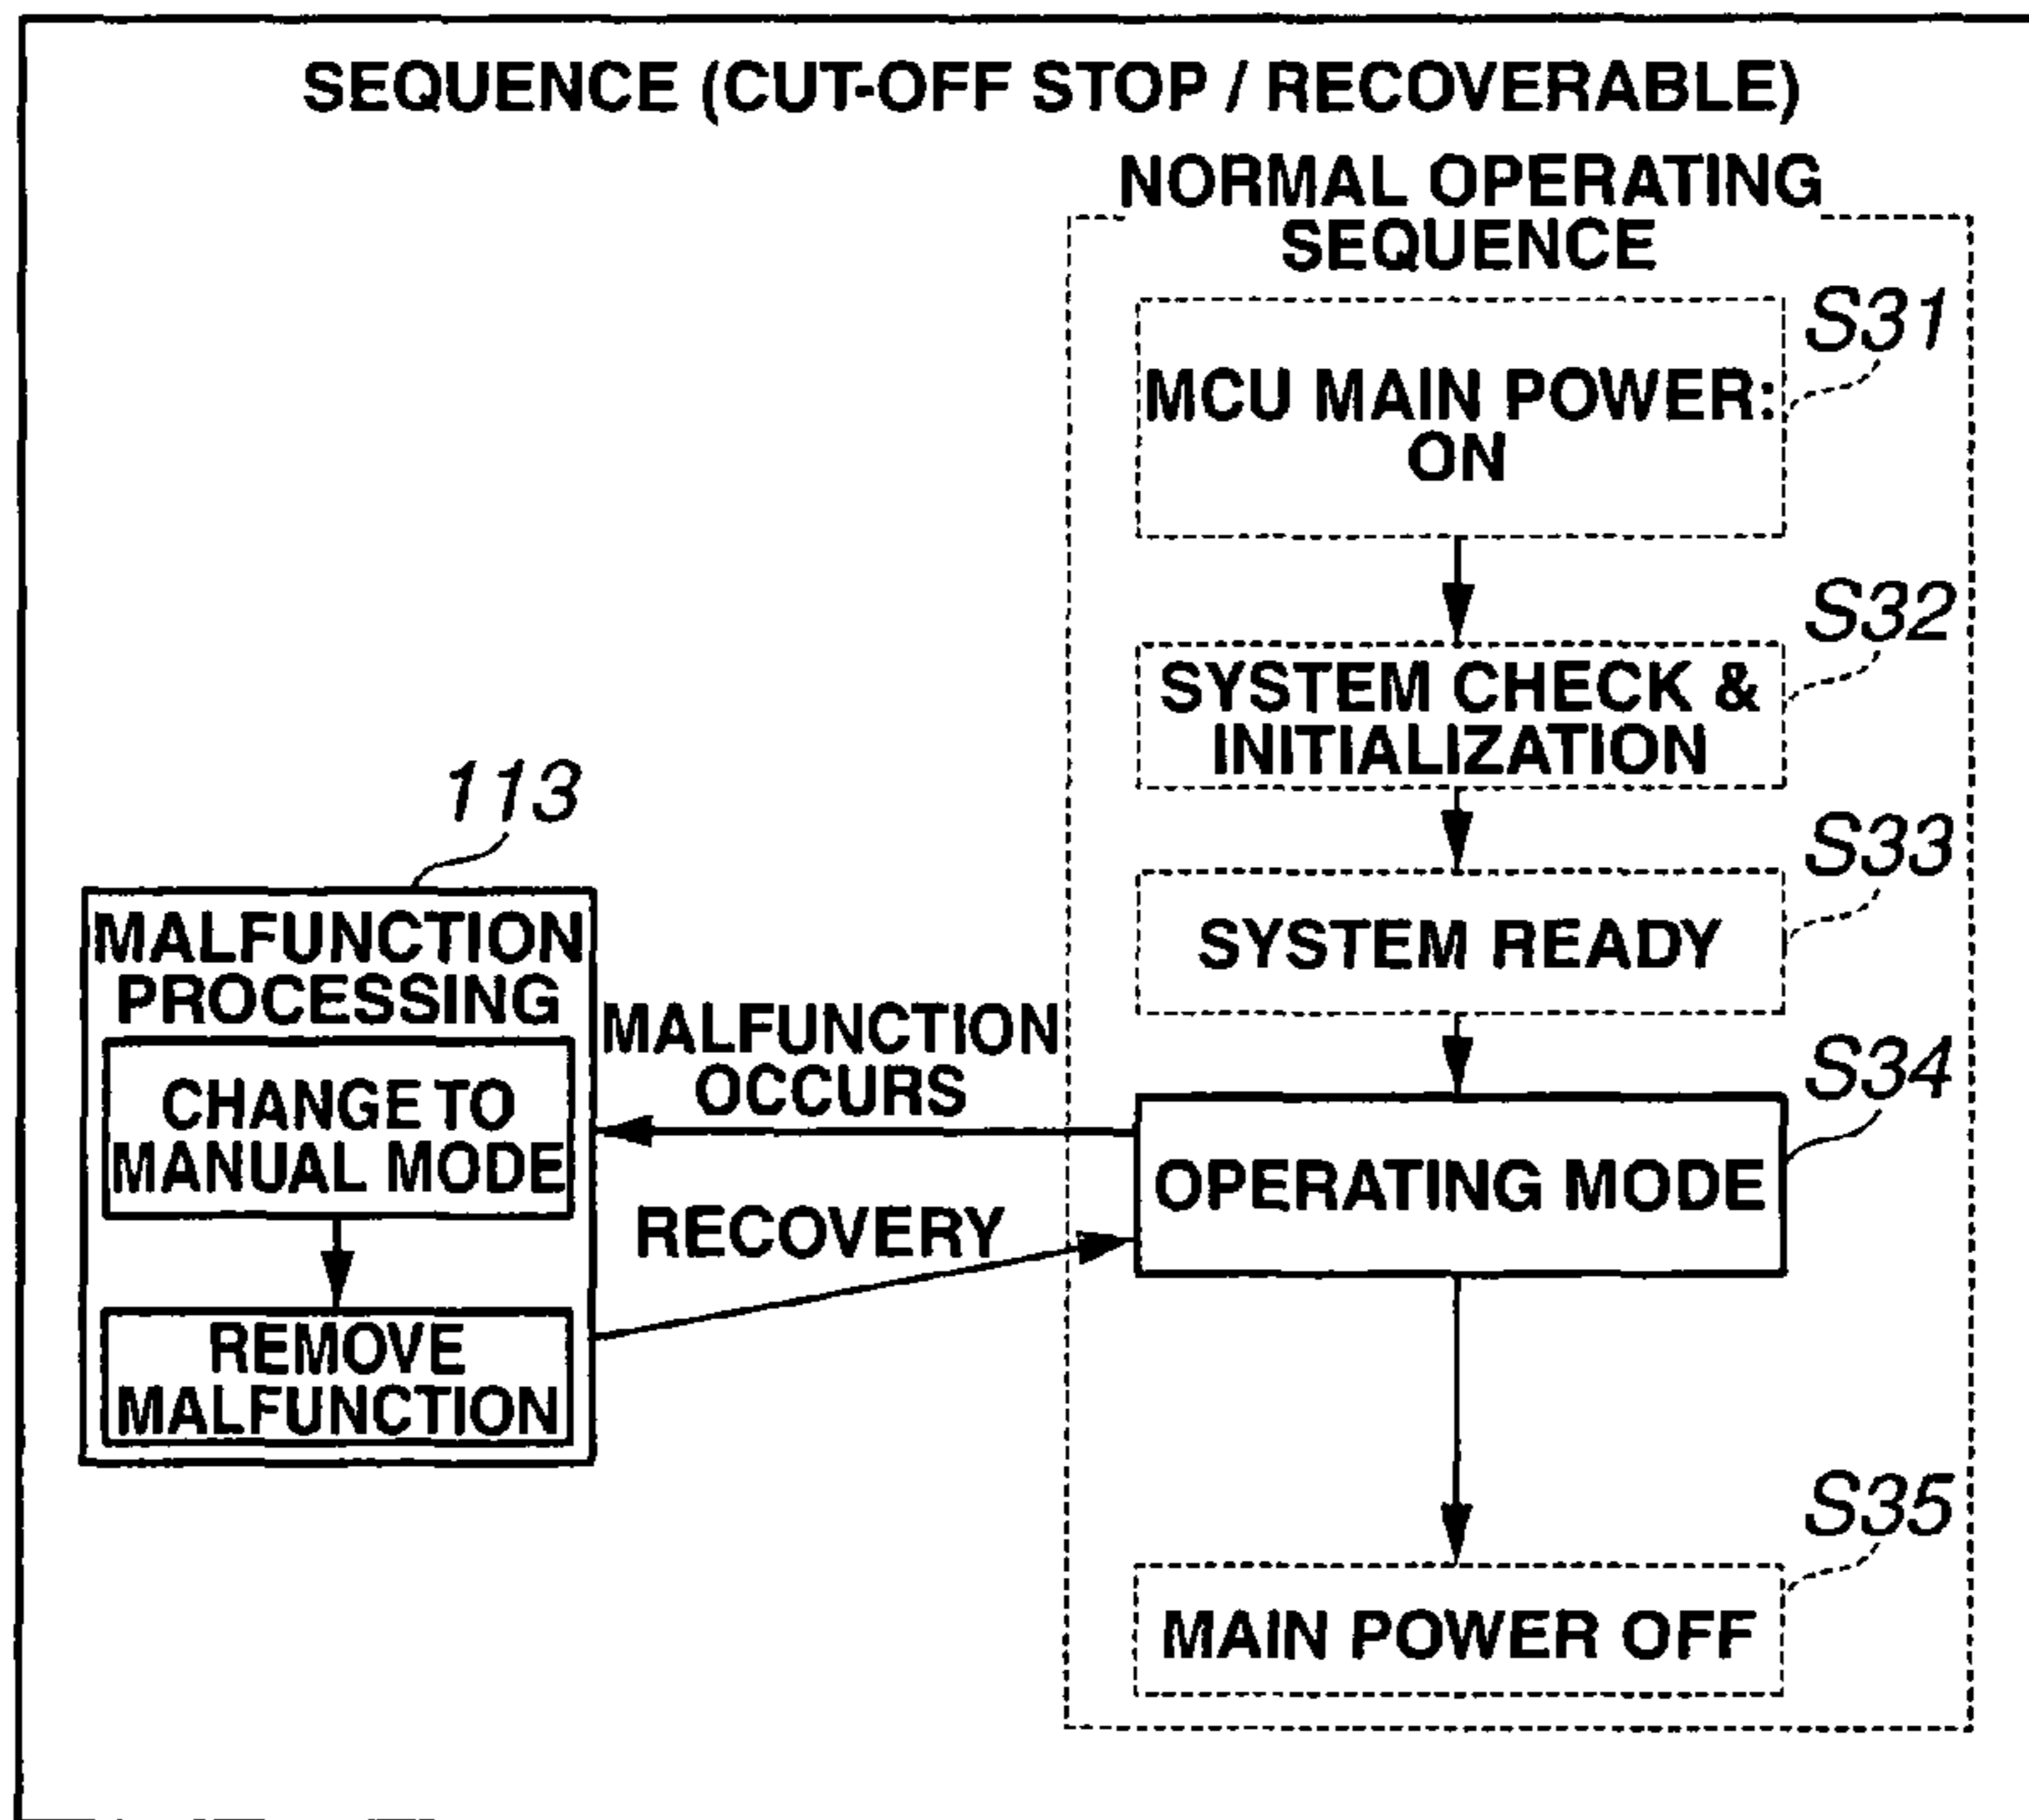 SEQUENCE (CUT-OFF STOP / RECOVERABLE)
NORMAL OPERATING
SEQUENCE
S31
MCU MAIN POWER:
ON
S32
SYSTEM CHECK &
INITIALIZATION
S33
SYSTEM READY
113
MALFUNCTION
PROCESSING
CHANGE TO
MANUAL MODE
REMOVE
MALFUNCTION
MALFUNCTION
OCCURS
RECOVERY
S34
OPERATING MODE
S35
MAIN POWER OFF